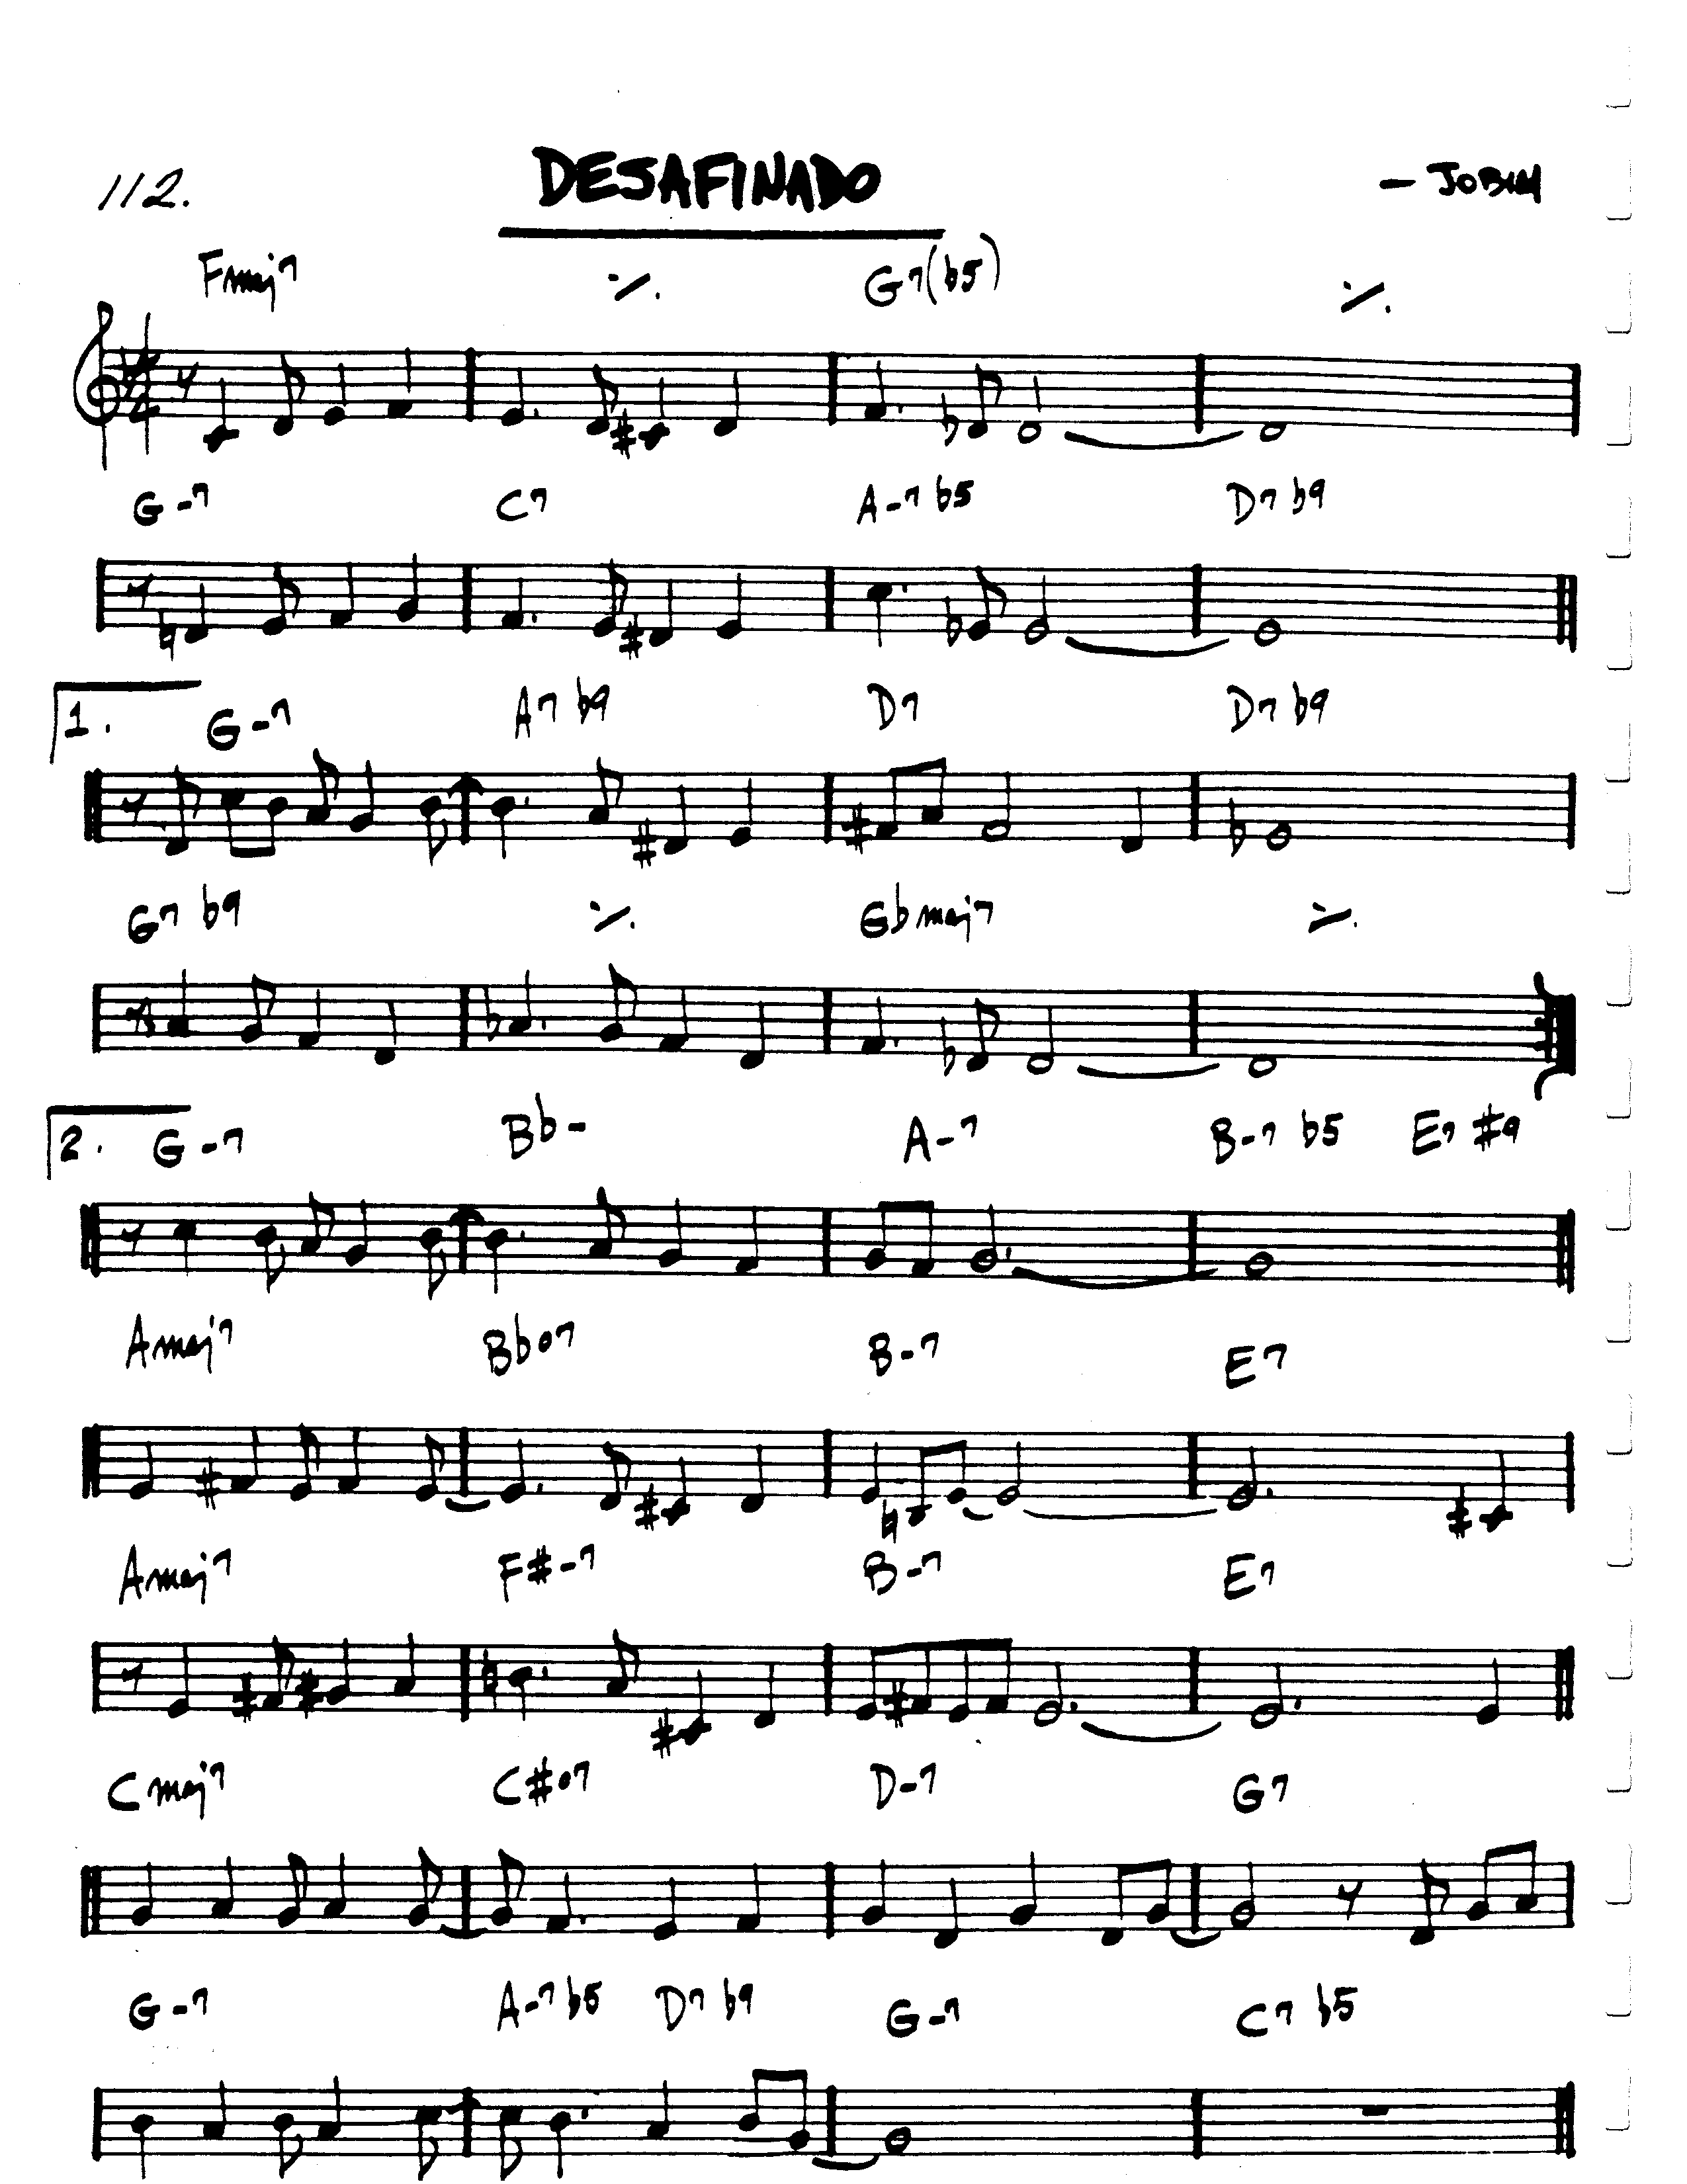 112. DESAFINADO – JOBIM
Fmaj7 ٪ G7(b5) ٪
4 4
G-7 C7 A-7 b5 D7 b9
1. G-7 A7 b9 D7 D7 b9
G7 b9 ٪ Gbmaj7 ٪
2. G-7 Bb- A-7 B-7 b5 E7 #9
Amaj7 Bbo7 B-7 E7
Amaj7 F#-7 B-7 E7
Cmaj7 C#o7 D-7 G7
G-7 A-7 b5 D7 b9 G-7 C7 b5